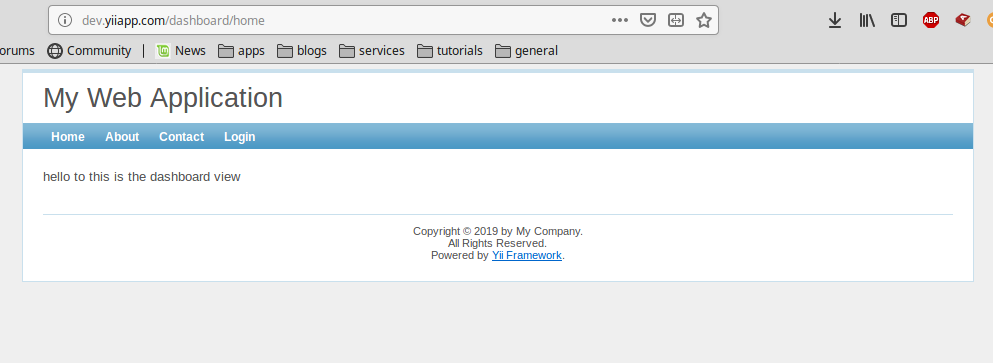 dev.yiiapp.com/dashboard/home
ABP
orums Community | News apps blogs services tutorials general
My Web Application
Home About Contact Login
hello to this is the dashboard view
Copyright © 2019 by My Company.
All Rights Reserved.
Powered by Yii Framework.